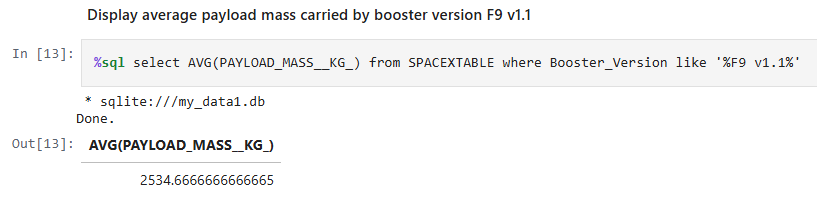 Display average payload mass carried by booster version F9 v1.1
In [13]: %sql select AVG(PAYLOAD_MASS__KG_) from SPACEXTABLE where Booster_Version like '%F9 v1.1%'
* sqlite:///my_data1.db
Done.
Out[13]: AVG(PAYLOAD_MASS__KG_)
2534.6666666666665